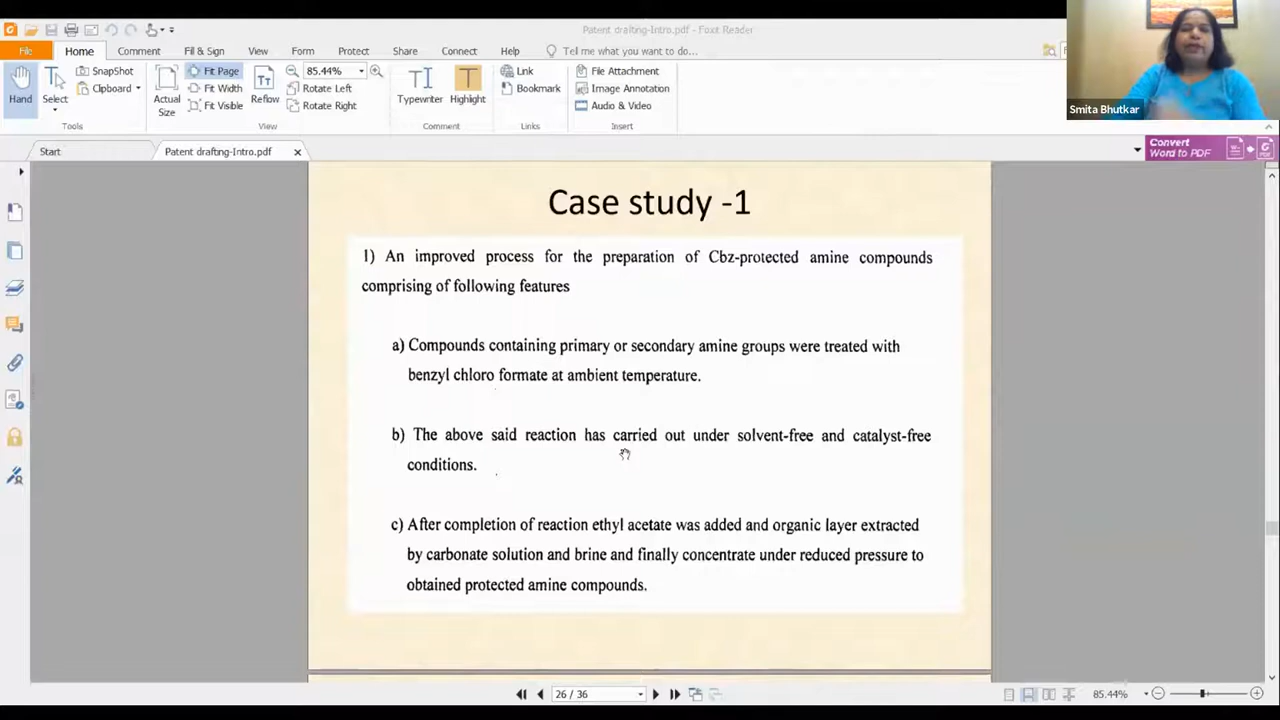 Patent drafting-Intro.pdf - Foxit Reader
File Home Comment Fill & Sign View Form Protect Share Connect Help Tell me what you want to do...
SnapShot
Clipboard
Hand
Select
Tools
Actual Size
Fit Page
Fit Width
Fit Visible
Reflow
85.44%
Rotate Left
Rotate Right
View
Typewriter
Highlight
Comment
Link
Bookmark
Links
File Attachment
Image Annotation
Audio & Video
Insert
Smita Bhutkar
Start
Patent drafting-Intro.pdf
Convert
Word to PDF
Case study -1
1) An improved process for the preparation of Cbz-protected amine compounds
comprising of following features
a) Compounds containing primary or secondary amine groups were treated with
benzyl chloro formate at ambient temperature.
b) The above said reaction has carried out under solvent-free and catalyst-free
conditions.
c) After completion of reaction ethyl acetate was added and organic layer extracted
by carbonate solution and brine and finally concentrate under reduced pressure to
obtained protected amine compounds.
26 / 36
85.44%